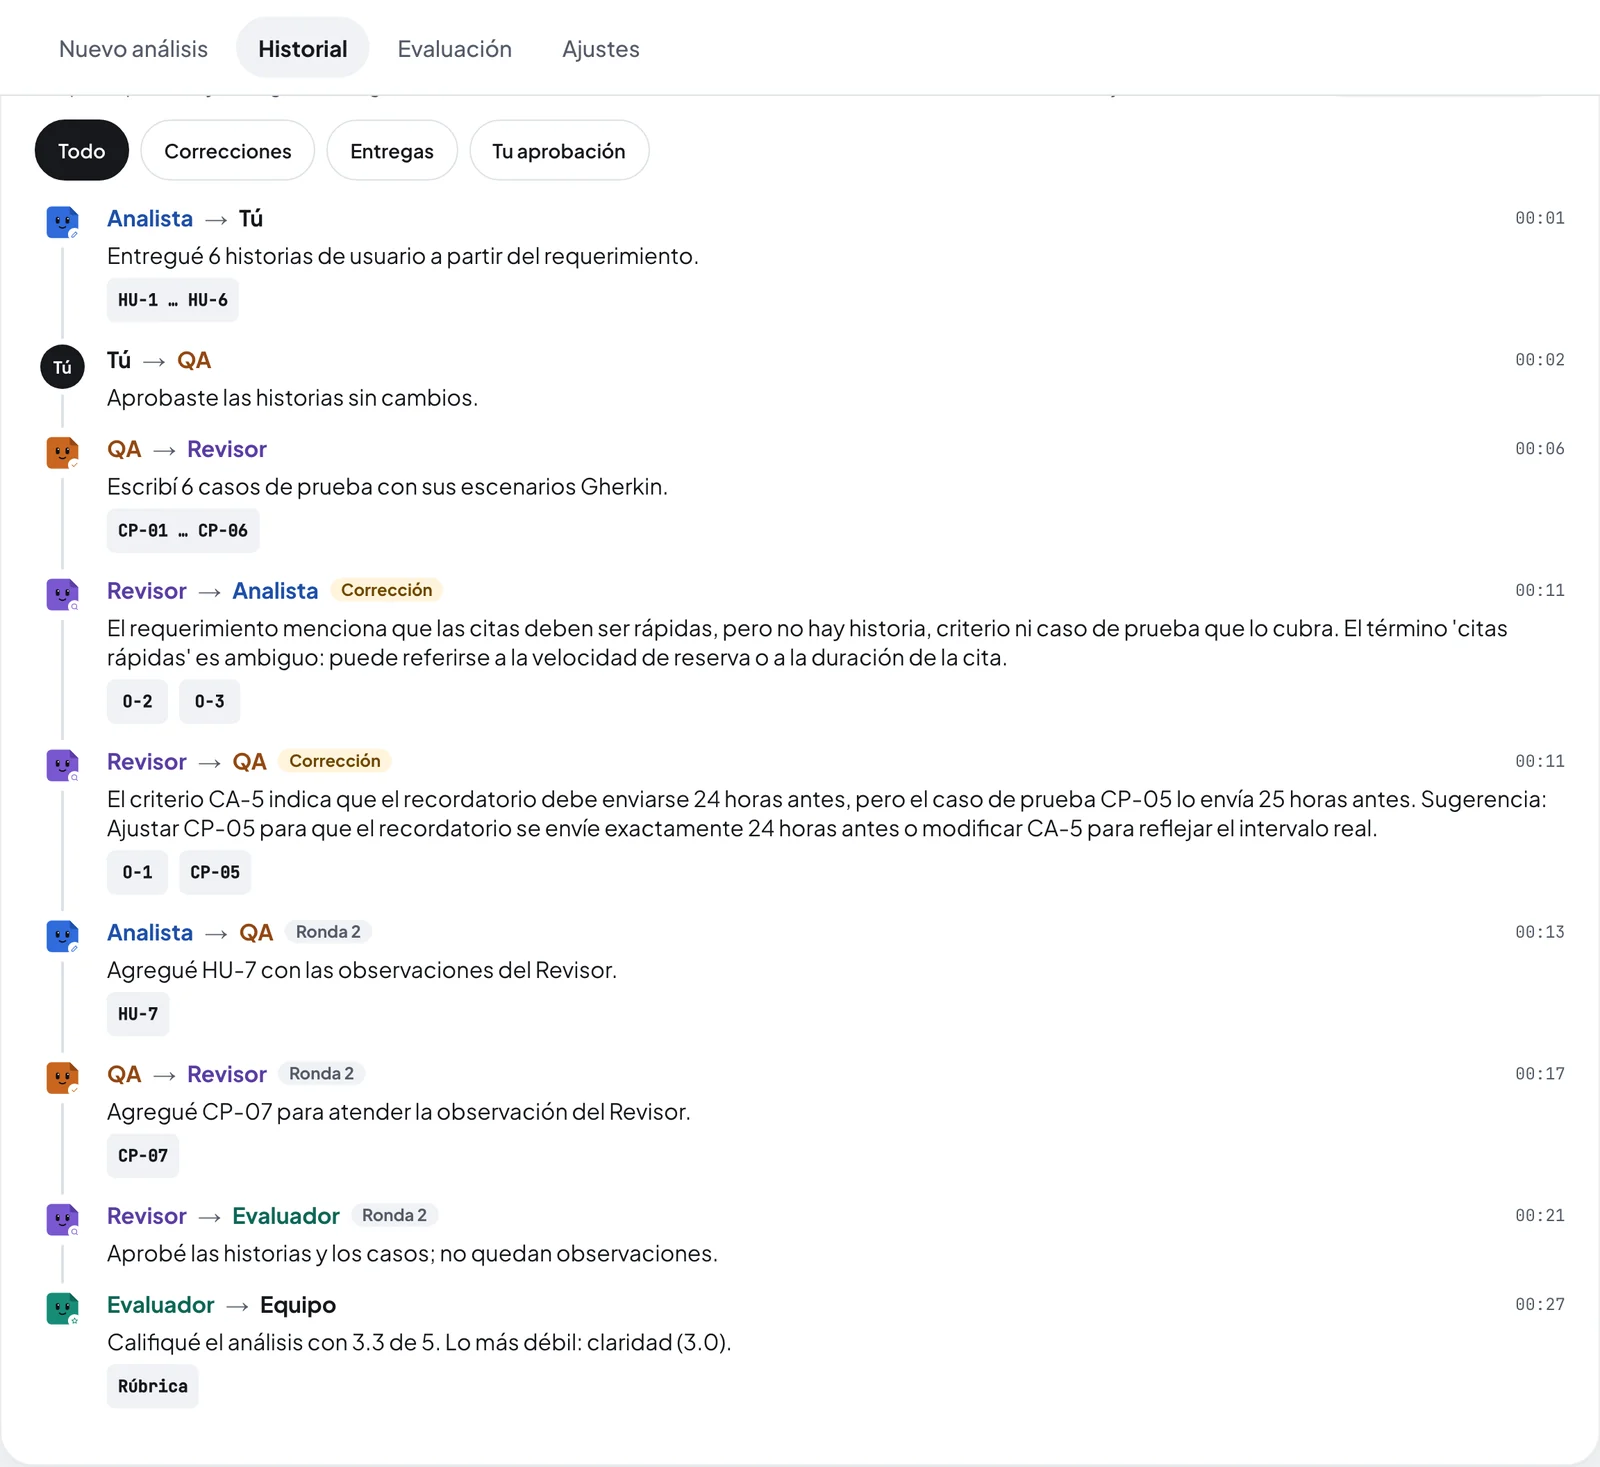 Nuevo análisis
Historial
Evaluación
Ajustes
Todo
Correcciones
Entregas
Tu aprobación
Analista → Tú
00:01
Entregué 6 historias de usuario a partir del requerimiento.
HU-1 … HU-6
Tú
Tú → QA
00:02
Aprobaste las historias sin cambios.
QA → Revisor
00:06
Escribí 6 casos de prueba con sus escenarios Gherkin.
CP-01 … CP-06
Revisor → Analista Corrección
00:11
El requerimiento menciona que las citas deben ser rápidas, pero no hay historia, criterio ni caso de prueba que lo cubra. El término 'citas
rápidas' es ambiguo: puede referirse a la velocidad de reserva o a la duración de la cita.
O-2 O-3
Revisor → QA Corrección
00:11
El criterio CA-5 indica que el recordatorio debe enviarse 24 horas antes, pero el caso de prueba CP-05 lo envía 25 horas antes. Sugerencia:
Ajustar CP-05 para que el recordatorio se envíe exactamente 24 horas antes o modificar CA-5 para reflejar el intervalo real.
O-1 CP-05
Analista → QA Ronda 2
00:13
Agregué HU-7 con las observaciones del Revisor.
HU-7
QA → Revisor Ronda 2
00:17
Agregué CP-07 para atender la observación del Revisor.
CP-07
Revisor → Evaluador Ronda 2
00:21
Aprobé las historias y los casos; no quedan observaciones.
Evaluador → Equipo
00:27
Califiqué el análisis con 3.3 de 5. Lo más débil: claridad (3.0).
Rúbrica